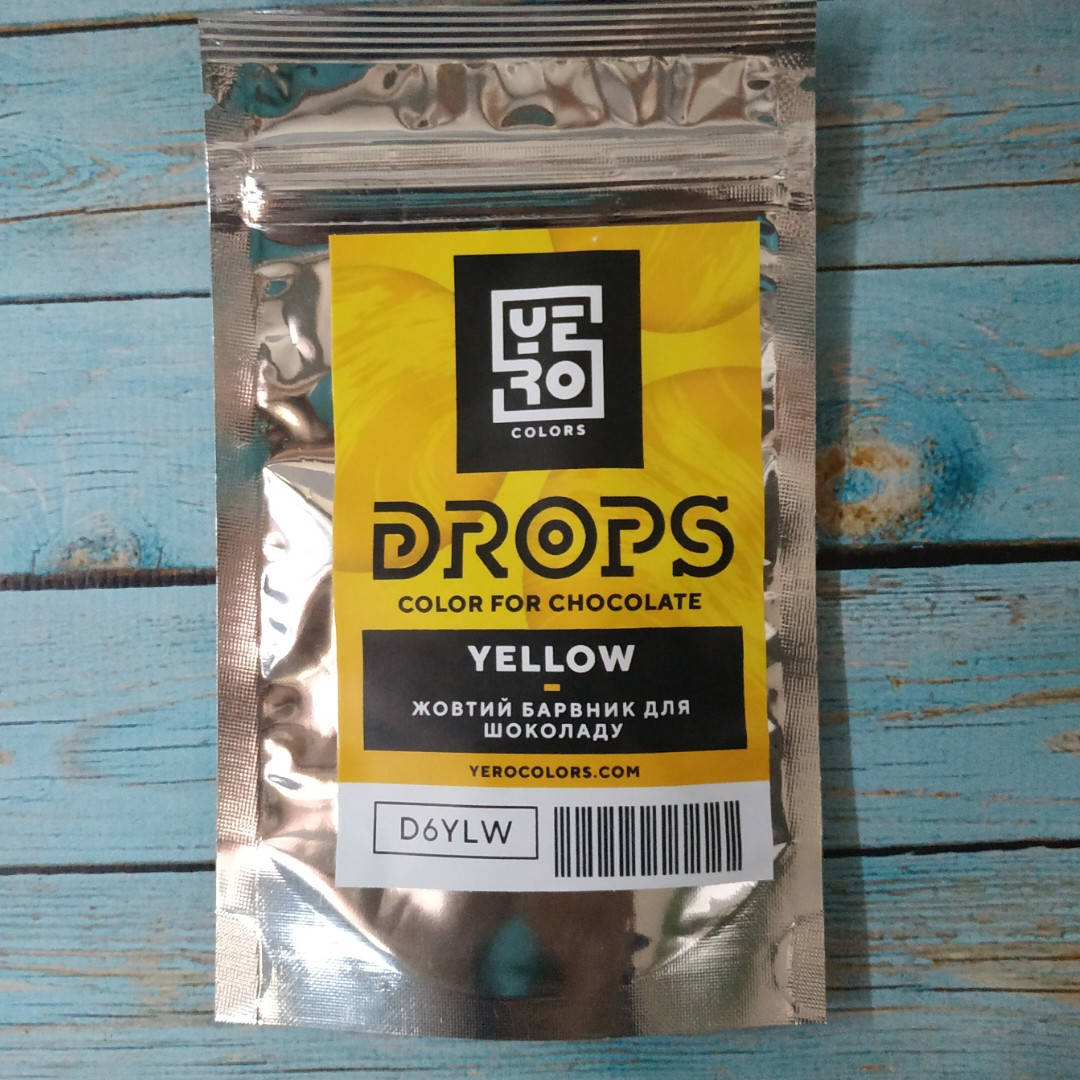 YE-
RO
COLORS
DROPS
COLOR FOR CHOCOLATE
YELLOW
ЖОВТИЙ БАРВНИК ДЛЯ
ШОКОЛАДУ
YEROCOLORS.COM
D6YLW